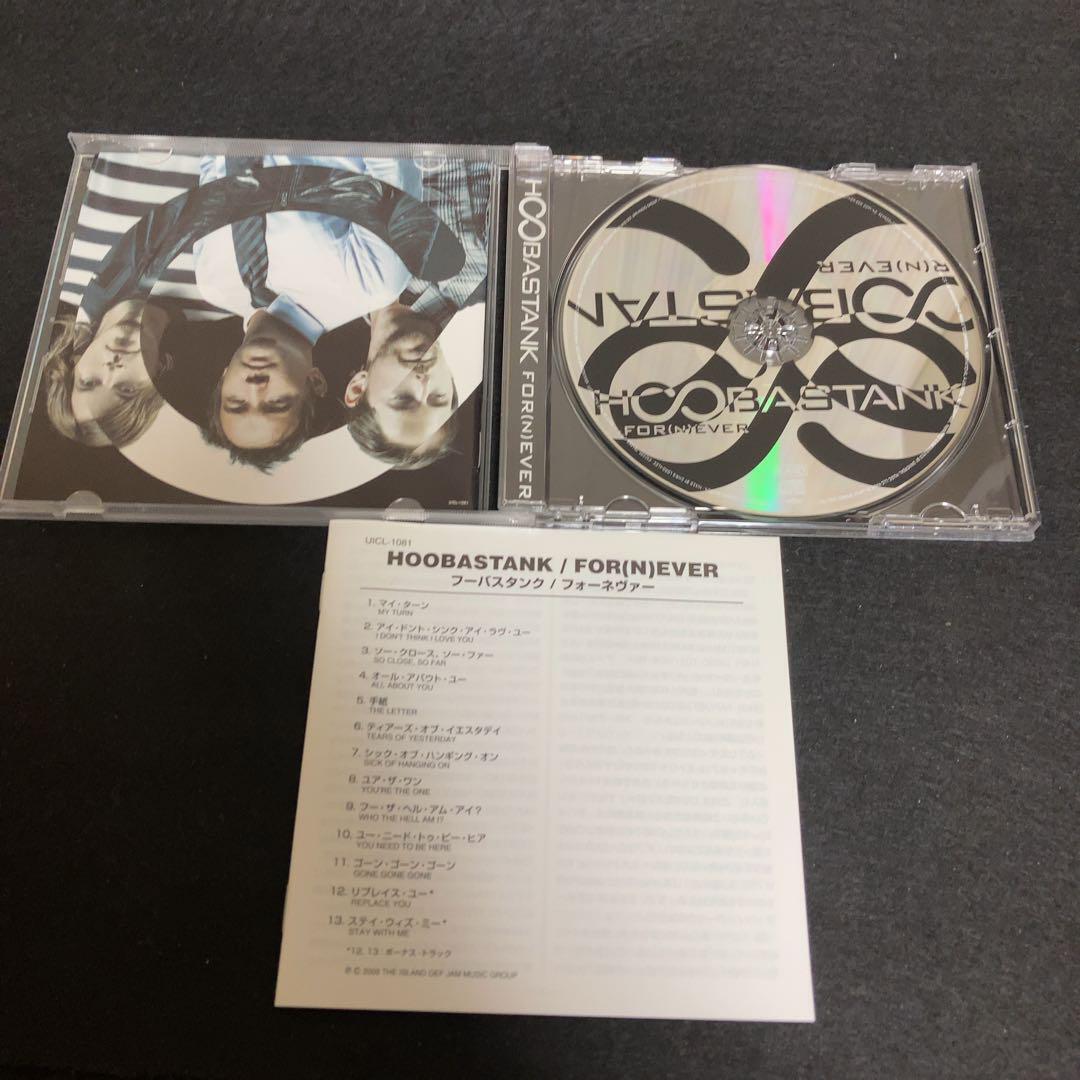 HOOBASTANK FOR(N)EVER
R(N)EVER
OOBASTAN
HOOBASTANK
FOR(N)EVER
UICL-1081
HOOBASTANK / FOR(N)EVER
フーバスタンク / フォーネヴァー
1. マイ・ターン
MY TURN
2. アイ・ドント・シンク・アイ・ラヴ・ユー
I DON'T THINK I LOVE YOU
3. ソー・クロース、ソー・ファー
SO CLOSE, SO FAR
4. オール・アバウト・ユー
ALL ABOUT YOU
5. 手紙
THE LETTER
6. ティアーズ・オブ・イエスタデイ
TEARS OF YESTERDAY
7. シック・オブ・ハンギング・オン
SICK OF HANGING ON
8. ユア・ザ・ワン
YOU'RE THE ONE
9. フー・ザ・ヘル・アム・アイ?
WHO THE HELL AM I?
10. ユー・ニード・トゥ・ビー・ヒア
YOU NEED TO BE HERE
11. ゴーン・ゴーン・ゴーン
GONE GONE GONE
12. リプレイス・ユー*
REPLACE YOU
13. ステイ・ウィズ・ミー*
STAY WITH ME
*12, 13:ボーナス・トラック
℗ © 2009 THE ISLAND DEF JAM MUSIC GROUP